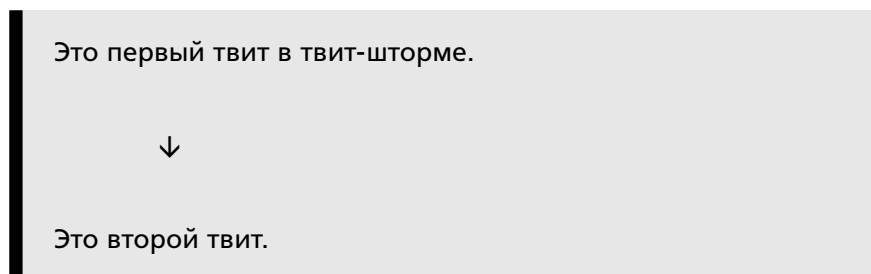 Это первый твит в твит-шторме.
↓
Это второй твит.